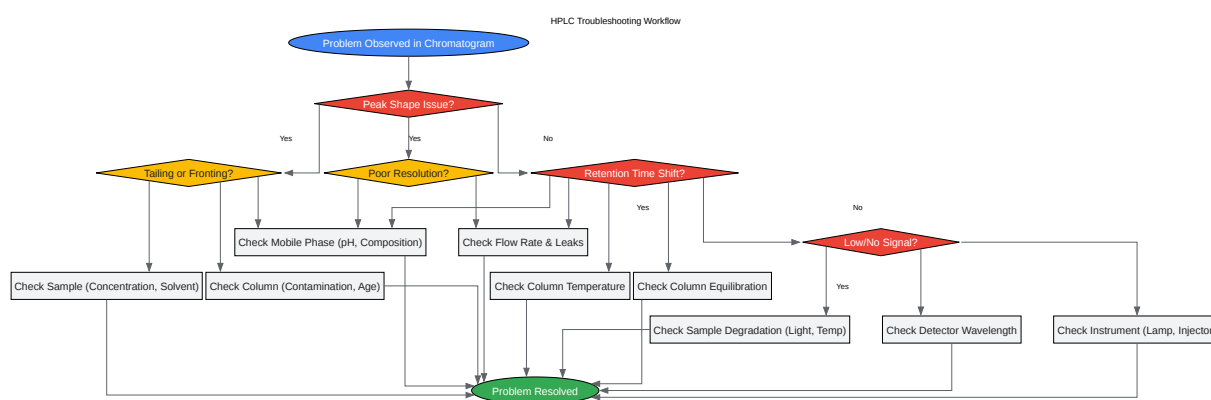 HPLC Troubleshooting Workflow
Problem Observed in Chromatogram
Peak Shape Issue?
Yes
Yes
No
Tailing or Fronting?
Poor Resolution?
Retention Time Shift?
Yes
No
Check Mobile Phase (pH, Composition)
Check Flow Rate & Leaks
Low/No Signal?
Check Sample (Concentration, Solvent)
Check Column (Contamination, Age)
Check Column Temperature
Check Column Equilibration
Yes
Check Sample Degradation (Light, Temp)
Check Detector Wavelength
Check Instrument (Lamp, Injector
Problem Resolved